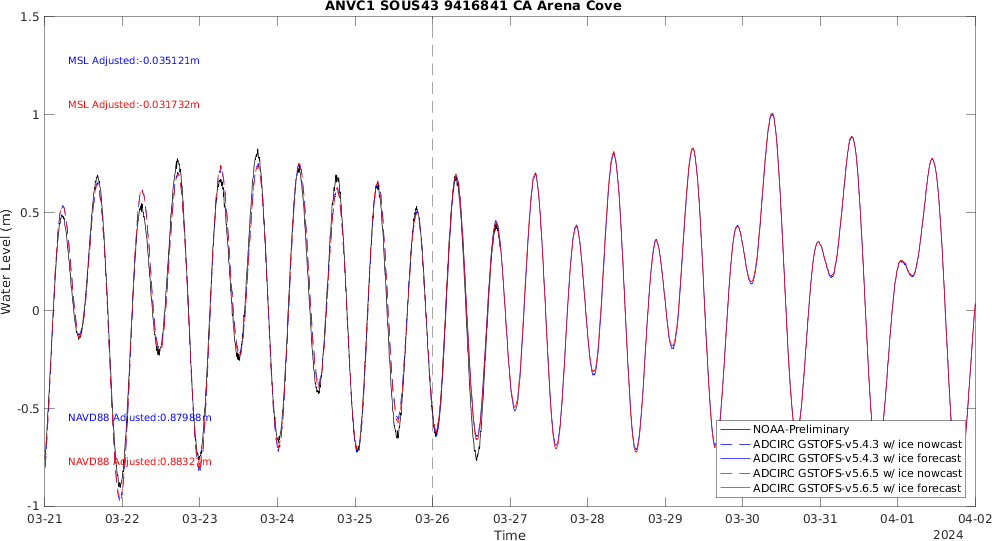 ANVC1 SOUS43 9416841 CA Arena Cove
1.5
MSL Adjusted:-0.035121m
MSL Adjusted:-0.031732m
1
0.5
Water Level (m)
0
-0.5
NAVD88 Adjusted:0.87988m
NAVD88 Adjusted:0.88327m
-1
NOAA-Preliminary
ADCIRC GSTOFS-v5.4.3 w/ ice nowcast
ADCIRC GSTOFS-v5.4.3 w/ ice forecast
ADCIRC GSTOFS-v5.6.5 w/ ice nowcast
ADCIRC GSTOFS-v5.6.5 w/ ice forecast
03-21 03-22 03-23 03-24 03-25 03-26 03-27 03-28 03-29 03-30 03-31 04-01 04-02
Time
2024